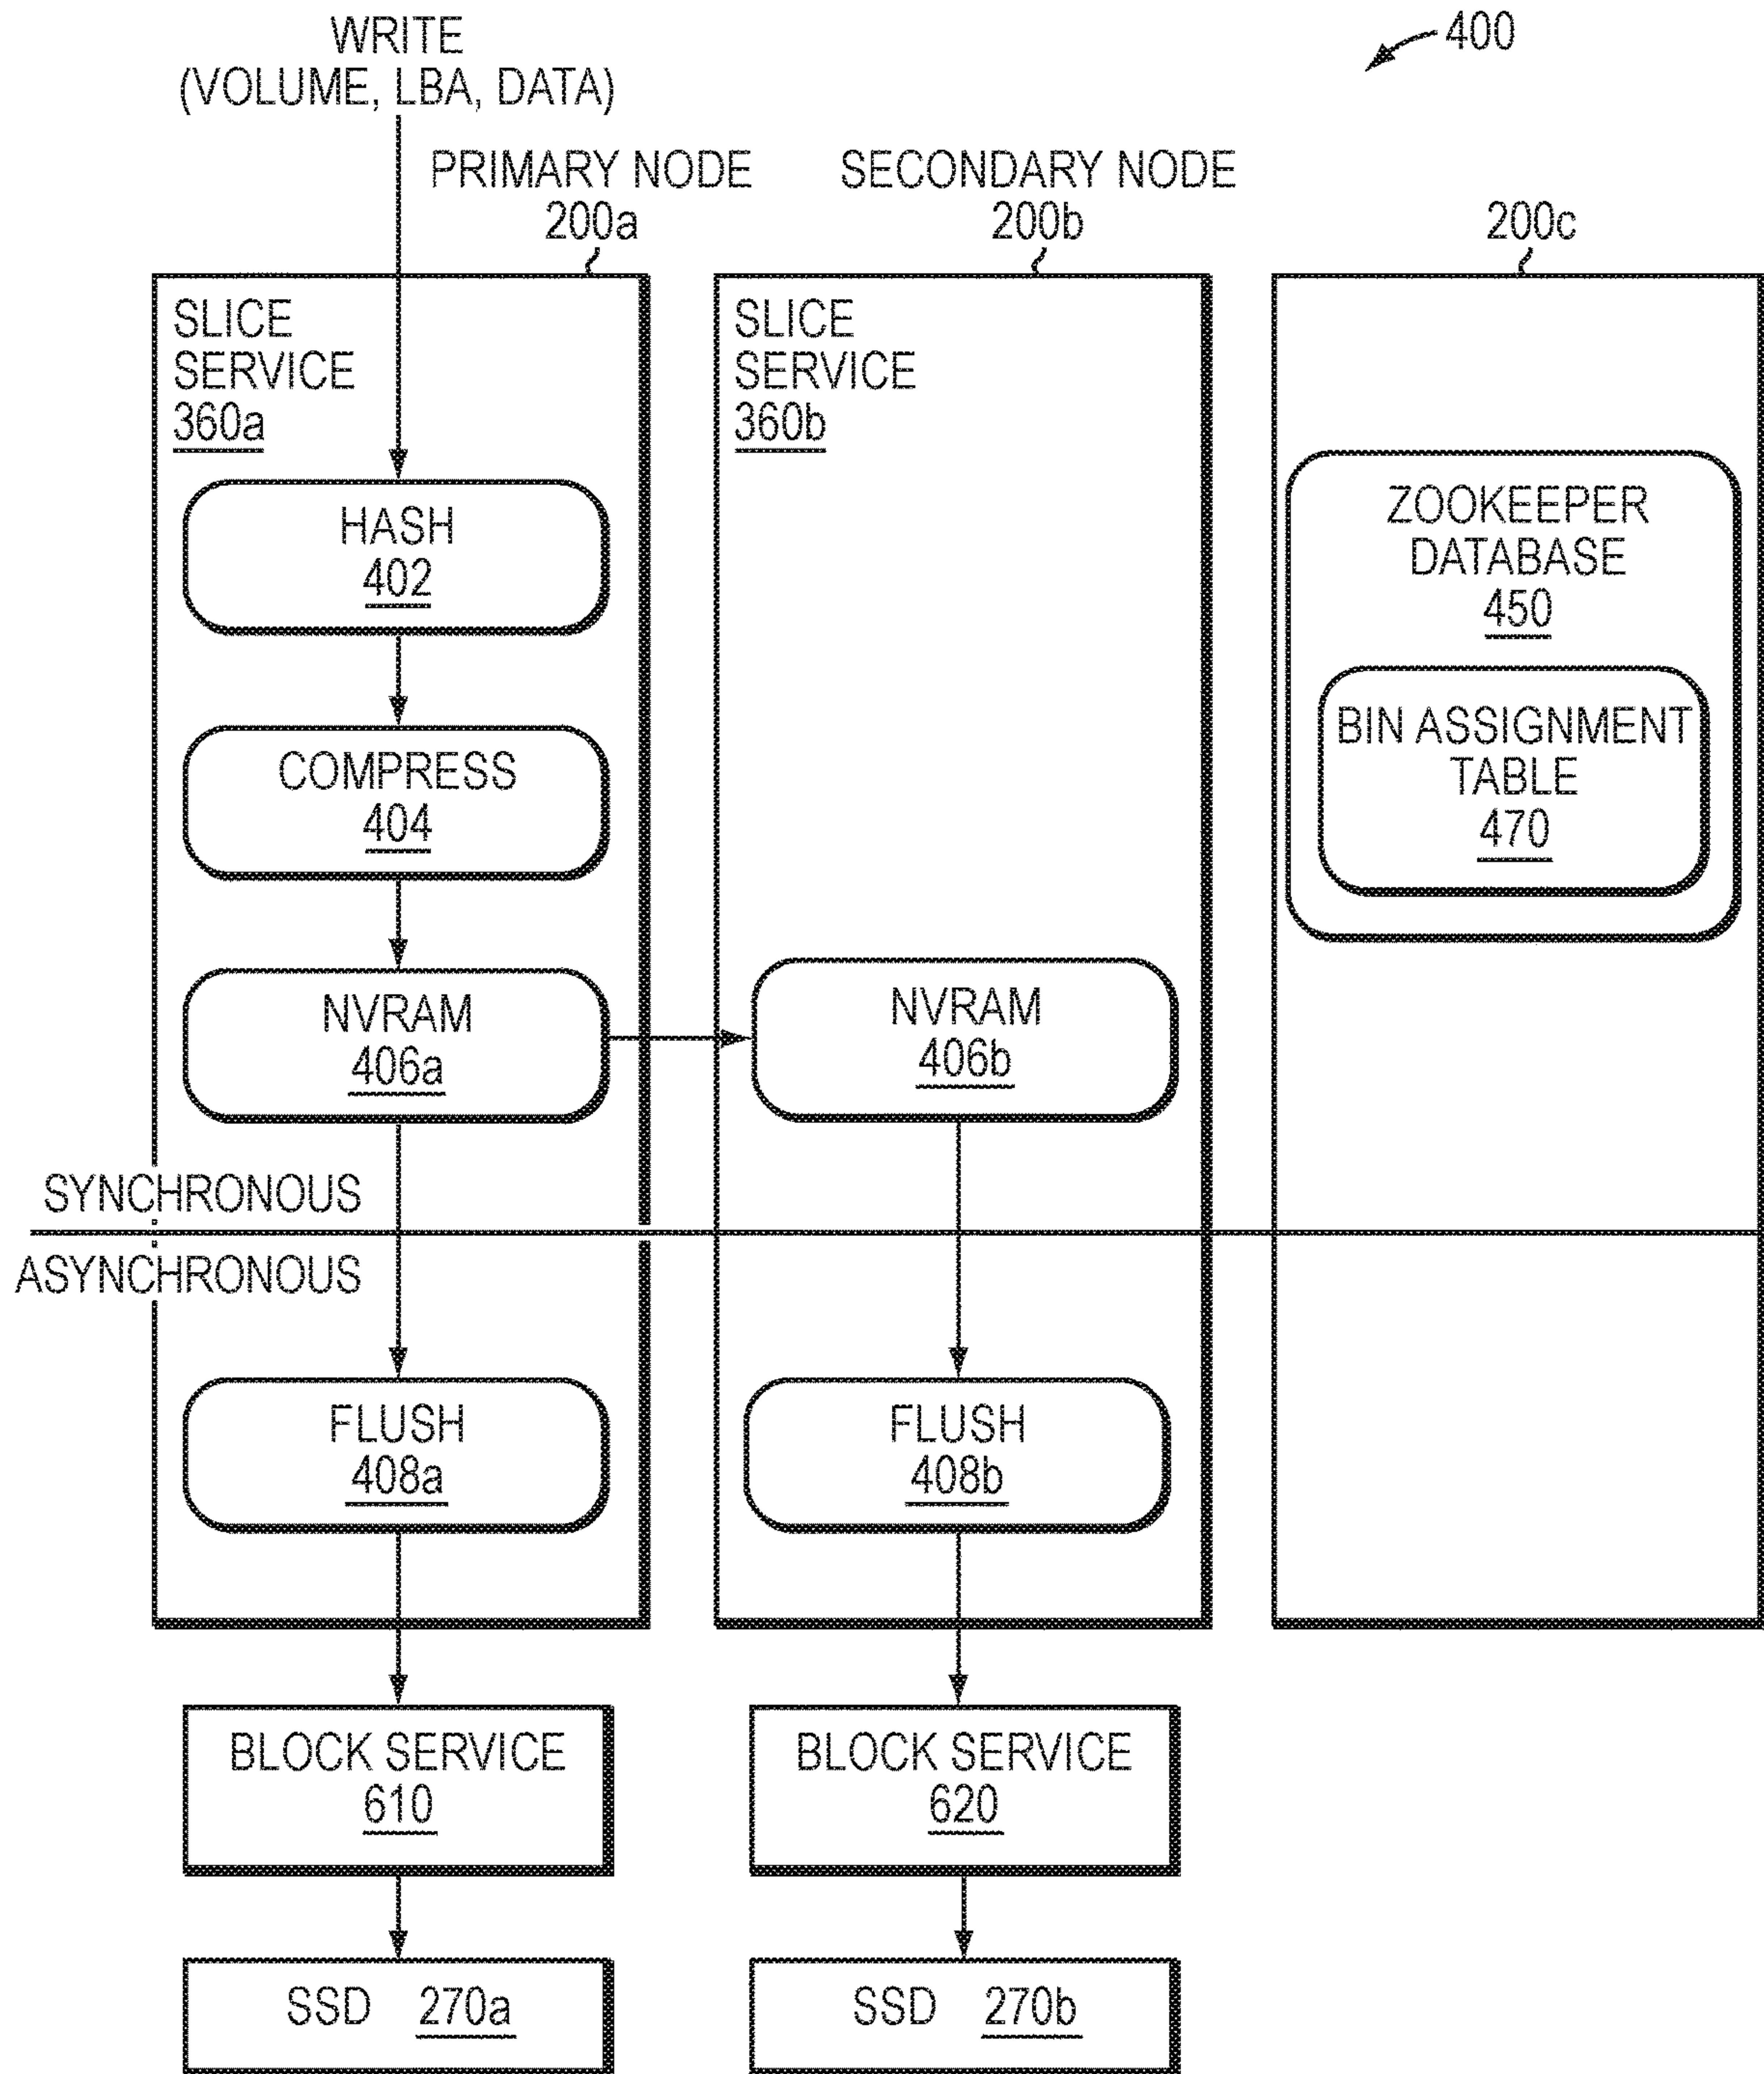 WRITE
(VOLUME, LBA, DATA)
400
PRIMARY NODE
200a
SECONDARY NODE
200b
200c
SLICE
SERVICE
360a
HASH
402
COMPRESS
404
NVRAM
406a
SLICE
SERVICE
360b
NVRAM
406b
ZOOKEEPER
DATABASE
450
BIN ASSIGNMENT
TABLE
470
SYNCHRONOUS
ASYNCHRONOUS
FLUSH
408a
FLUSH
408b
BLOCK SERVICE
610
BLOCK SERVICE
620
SSD 270a
SSD 270b